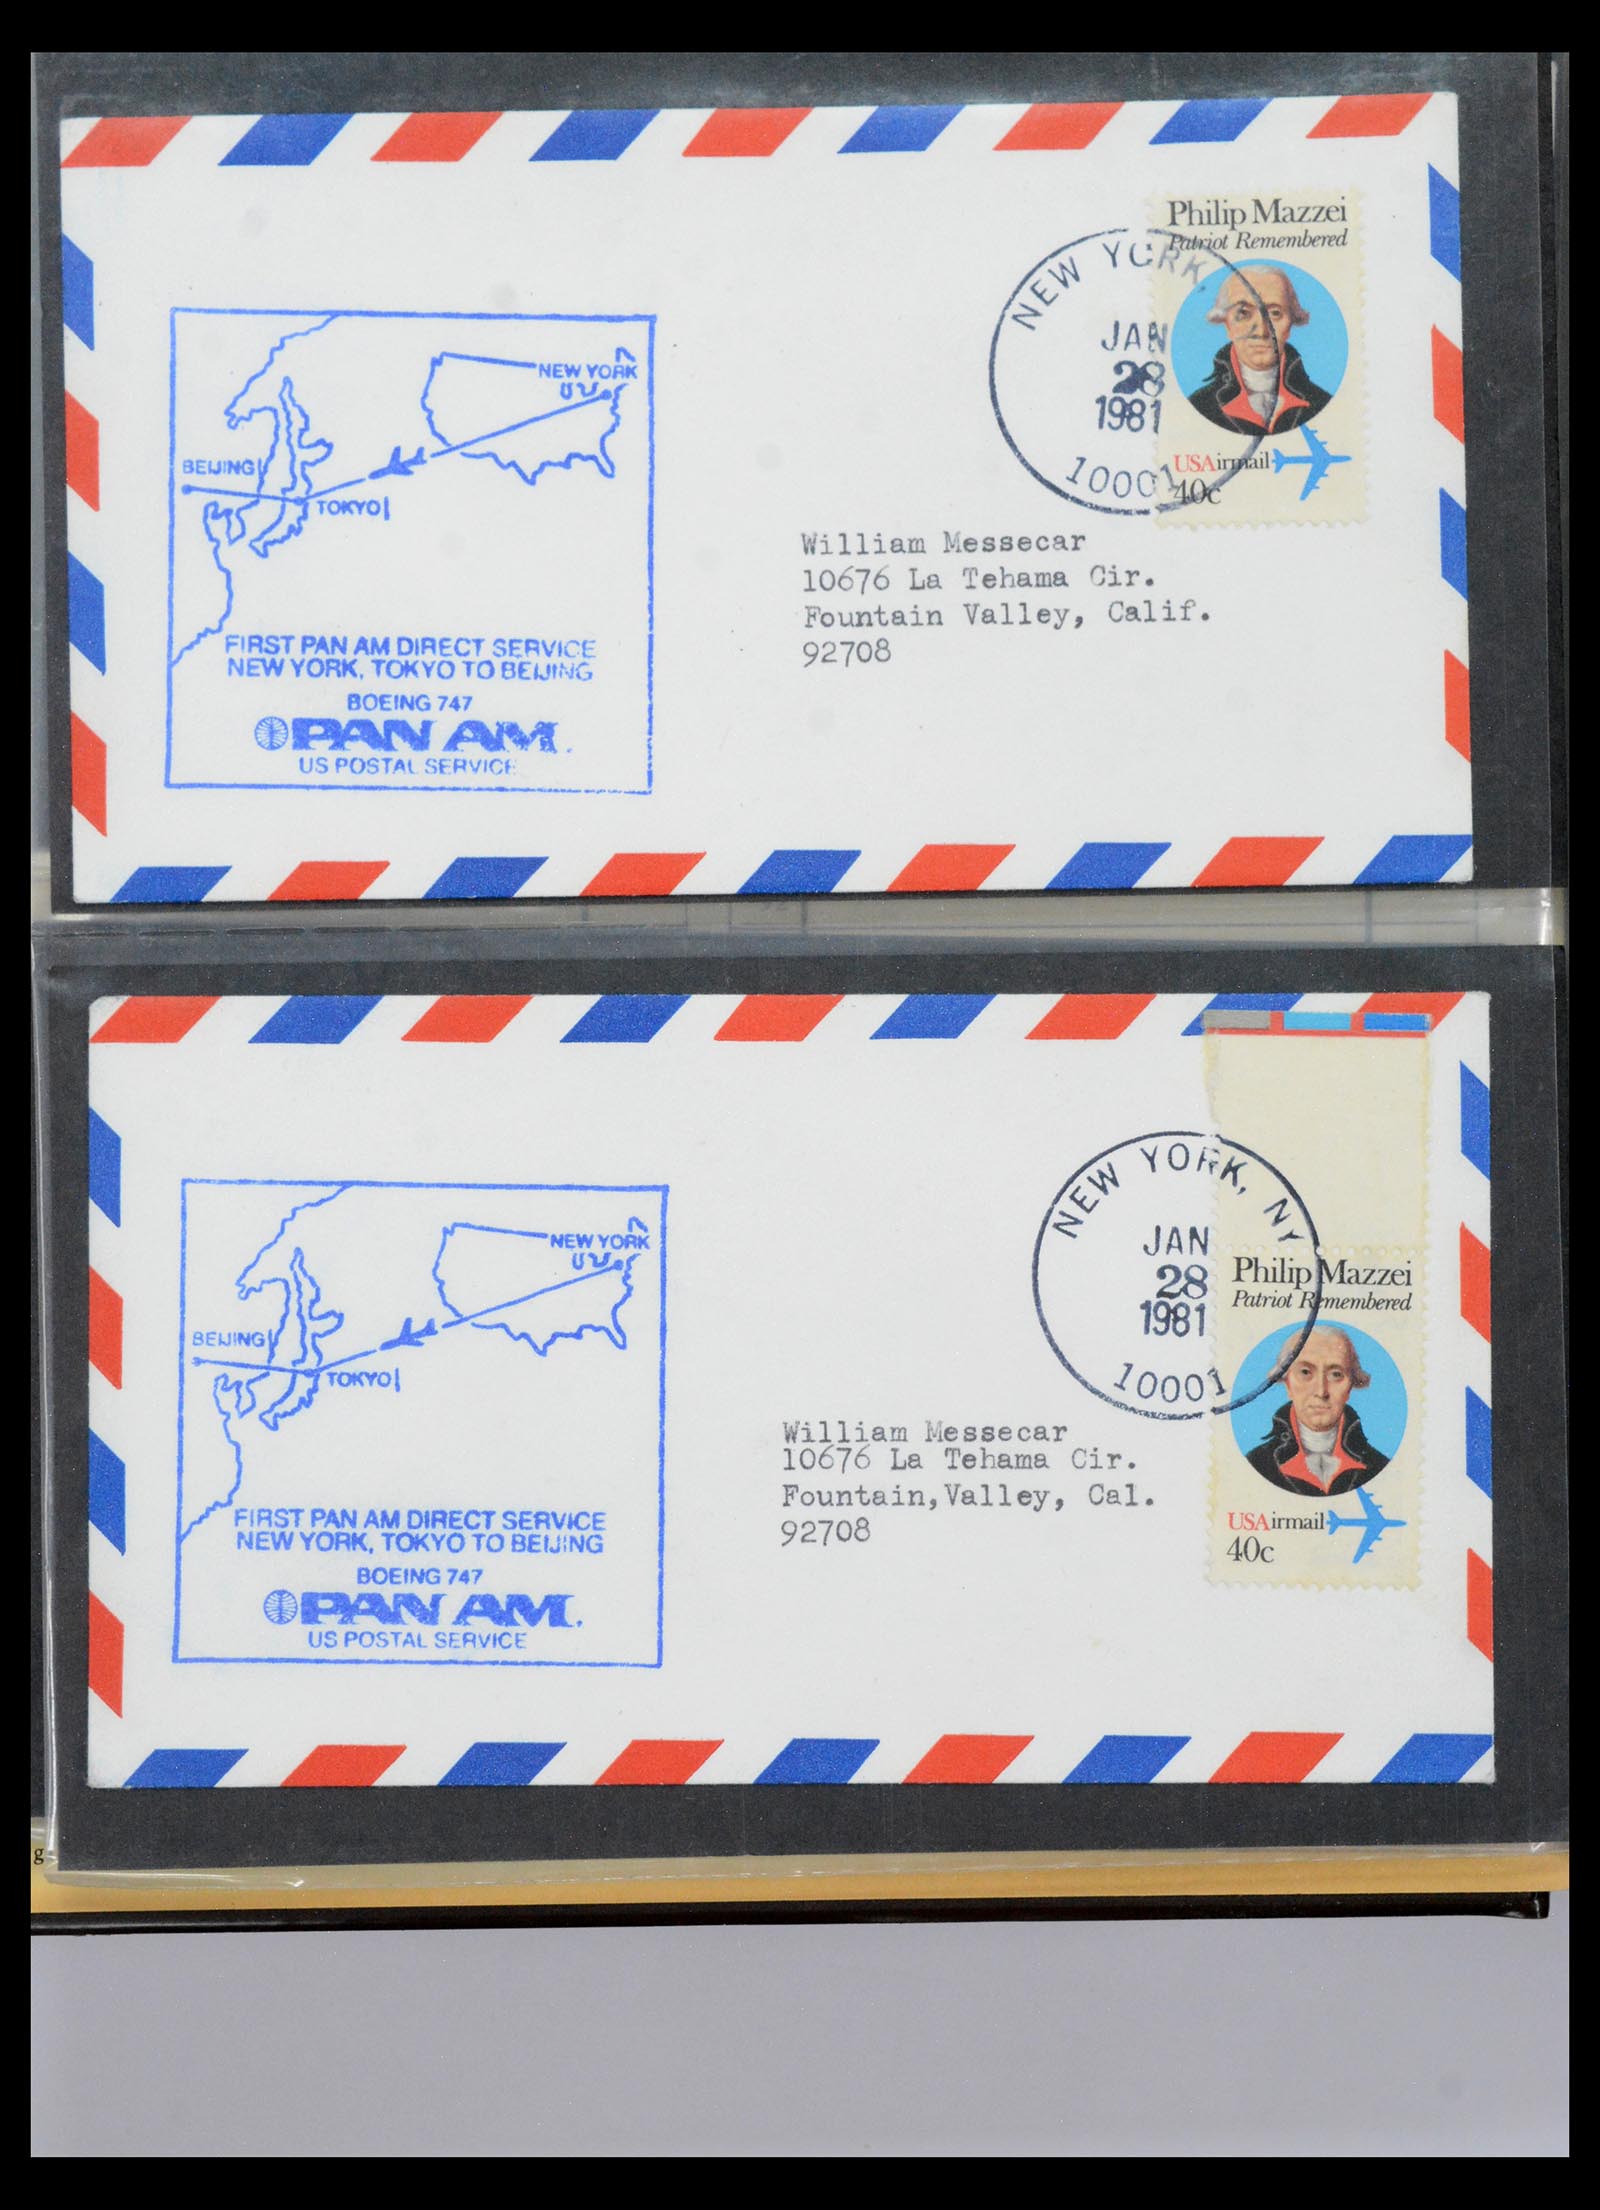 Philip Mazzei
Patriot Remembered
NEW YORK,
JAN
28
1981
10001
USAirmail
40c
NEW YORK
BEIJING
TOKYO
FIRST PAN AM DIRECT SERVICE
NEW YORK, TOKYO TO BEIJING
BOEING 747
PAN AM.
US POSTAL SERVICE
William Messecar
10676 La Tehama Cir.
Fountain Valley, Calif.
92708
NEW YORK, NY
JAN
28
1981
10001
Philip Mazzei
Patriot Remembered
USAirmail
40c
NEW YORK
BEIJING
TOKYO
FIRST PAN AM DIRECT SERVICE
NEW YORK, TOKYO TO BEIJING
BOEING 747
PAN AM.
US POSTAL SERVICE
William Messecar
10676 La Tehama Cir.
Fountain,Valley, Cal.
92708
g